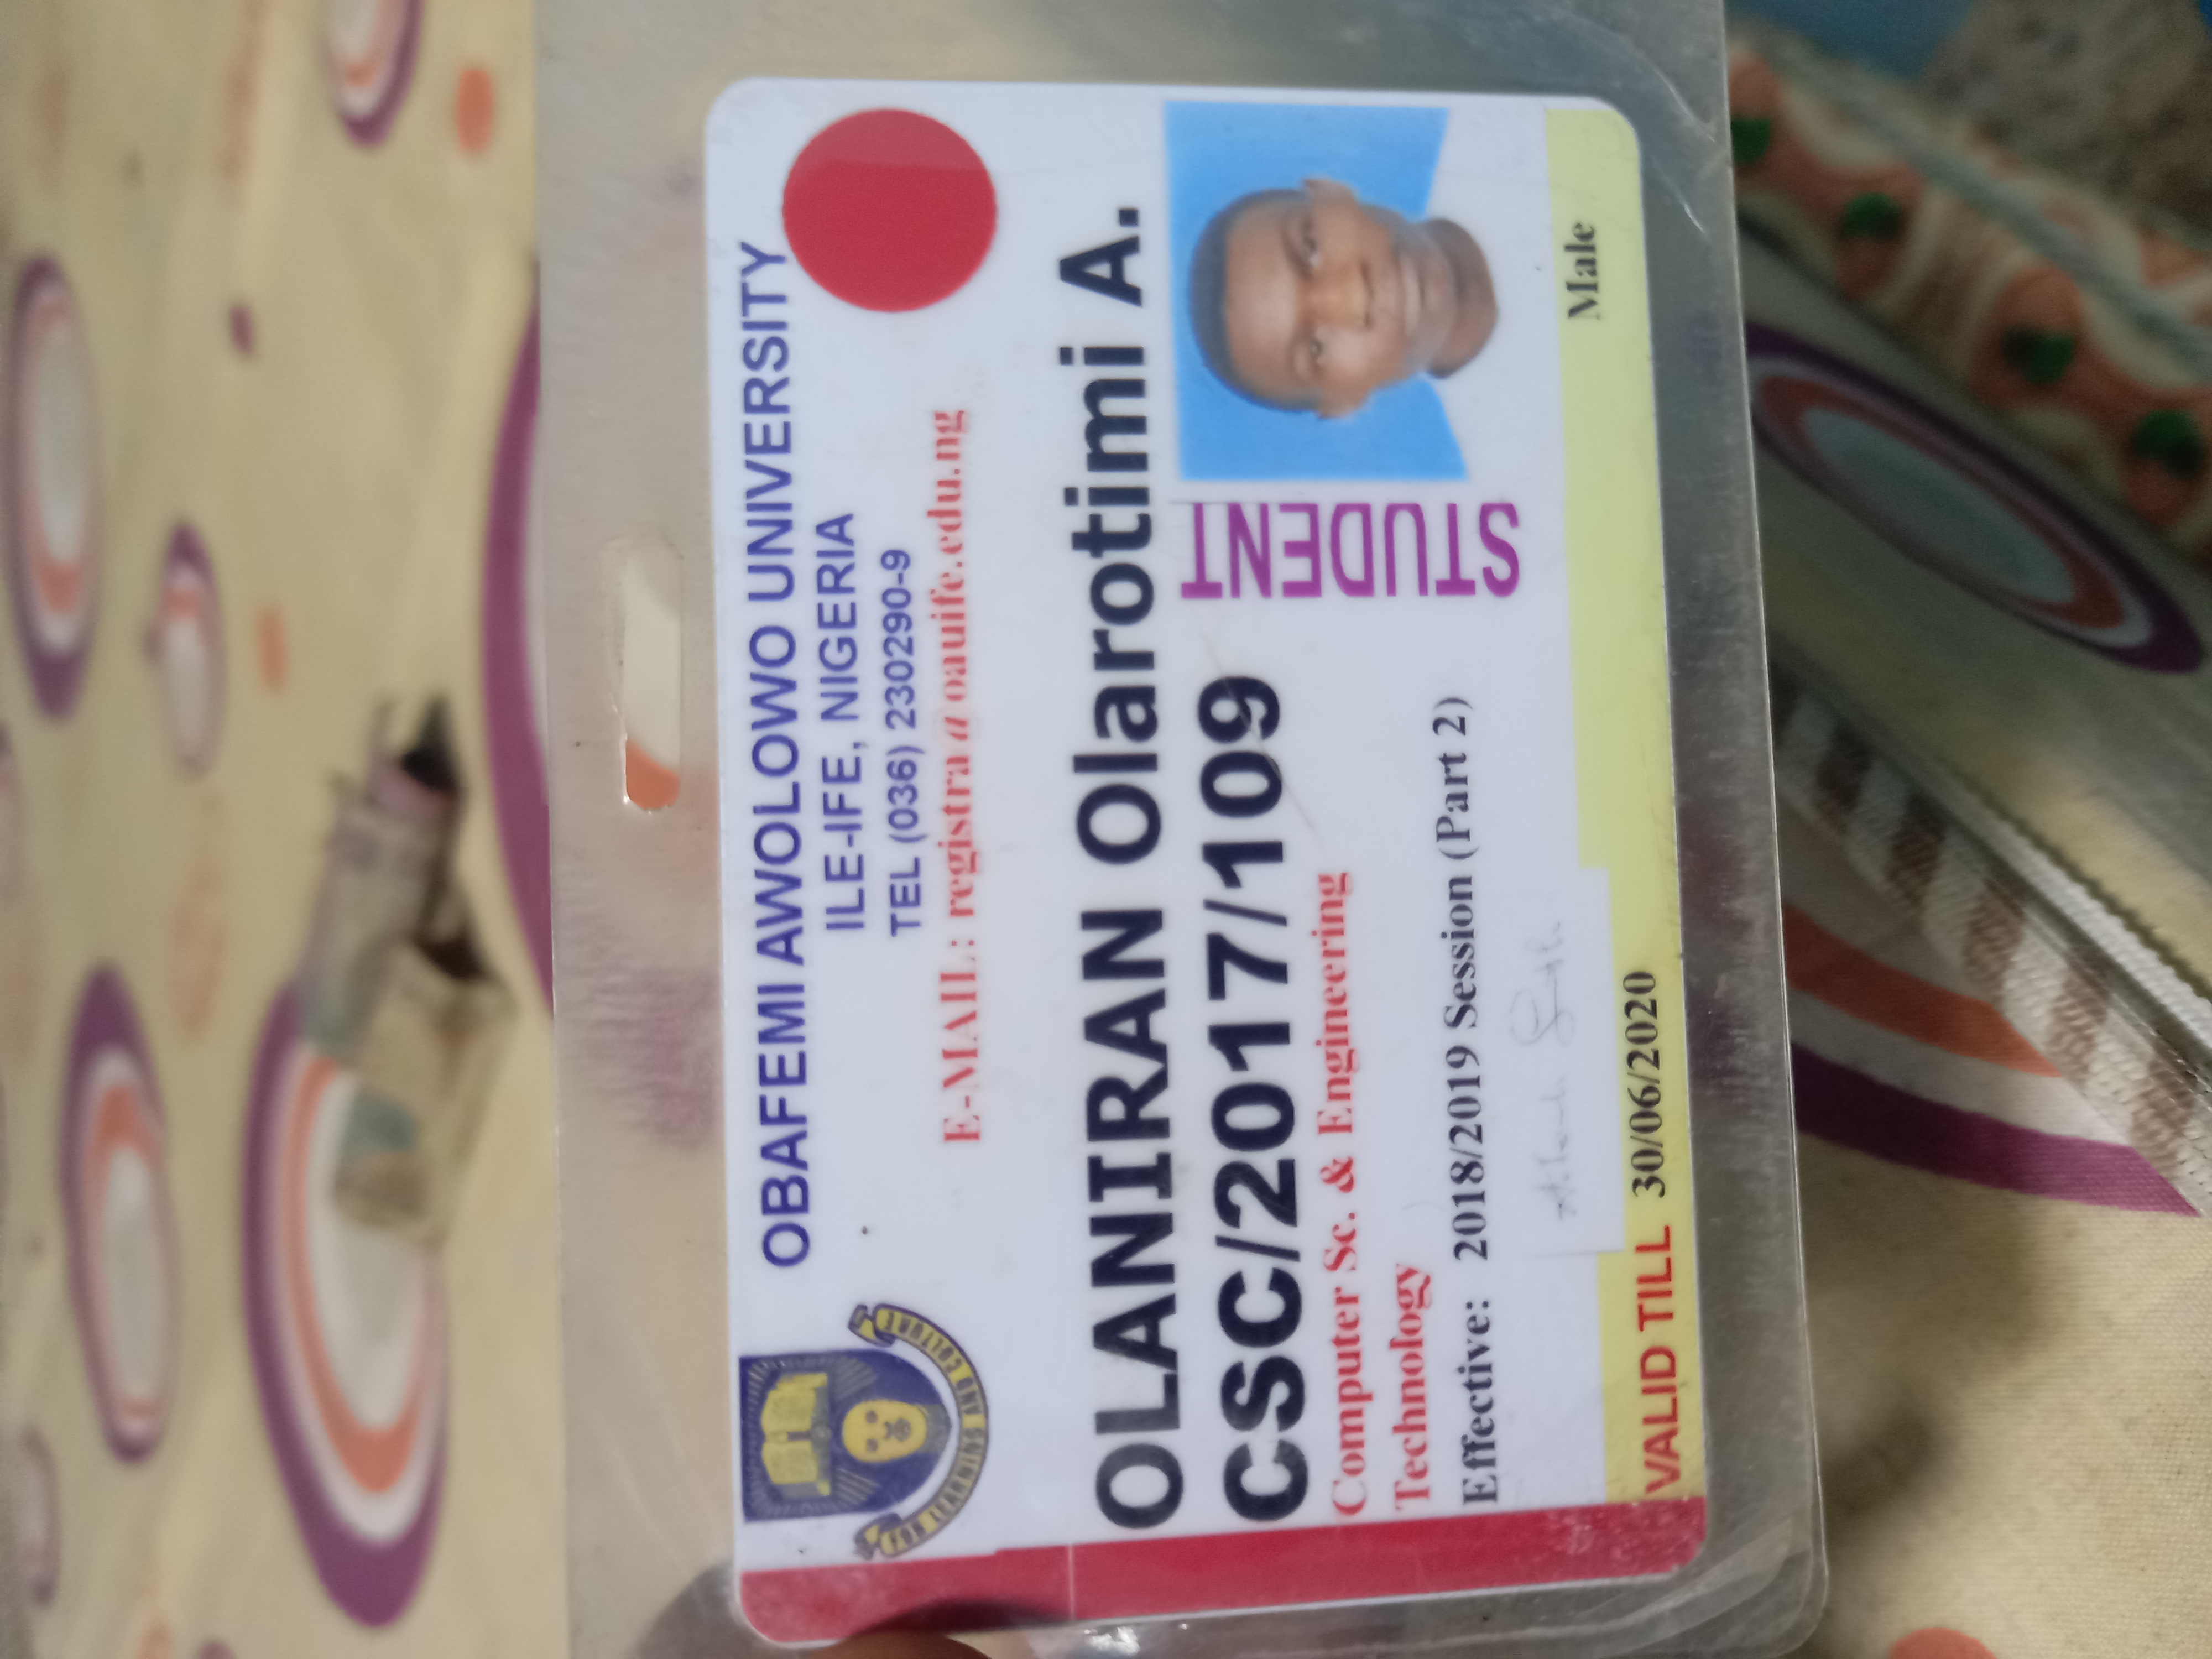 OBAFEMI AWOLOWO UNIVERSITY
ILE-IFE, NIGERIA
TEL (036) 230290-9
E-MAIL: registra@oauife.edu.ng
FOR LEARNING AND CULTURE
OLANIRAN Olarotimi A.
CSC/2017/109
Computer Sc. & Engineering
Technology
Effective: 2018/2019 Session (Part 2)
STUDENT
Male
VALID TILL 30/06/2020